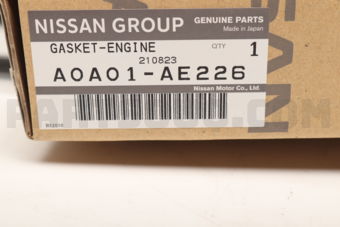 NISSAN GROUP
GENUINE PARTS
Made in Japan
GASKET-ENGINE
QTY 1
210823
A0A01-AE226
Nissan Motor Co., Ltd